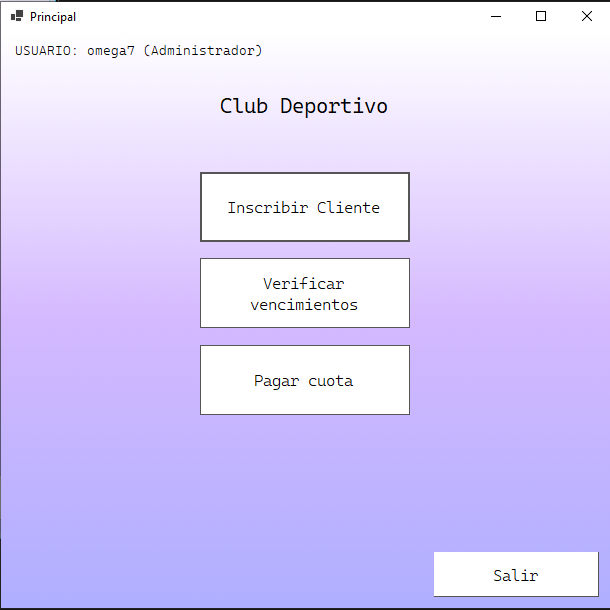 Principal
USUARIO: omega7 (Administrador)
Club Deportivo
Inscribir Cliente
Verificar
vencimientos
Pagar cuota
Salir